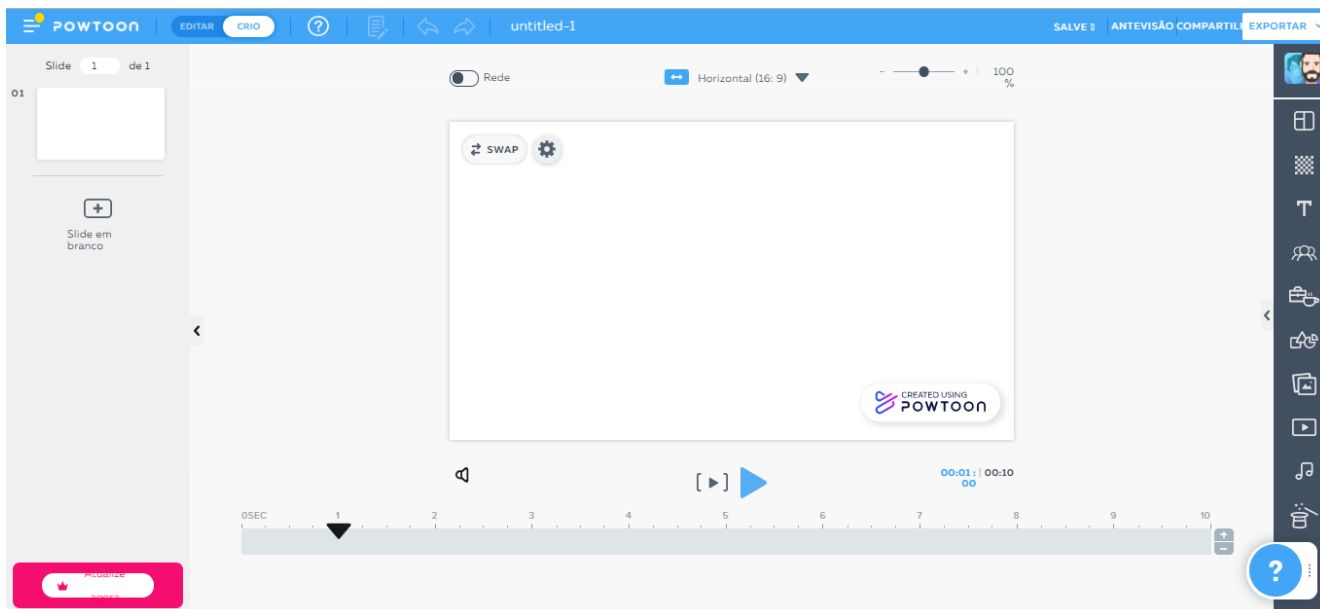 POWTOON EDITAR CRIO ? untitled-1 SALVE ANTEVISÃO COMPARTIL EXPORTAR
Slide 1 de 1
01
Slide em
branco
Rede
Horizontal (16: 9)
- + 100
%
SWAP
CREATED USING
POWTOON
00:01: 00:10
00
0SEC 1 2 3 4 5 6 7 8 9 10
+
-
Atualize
agora
?